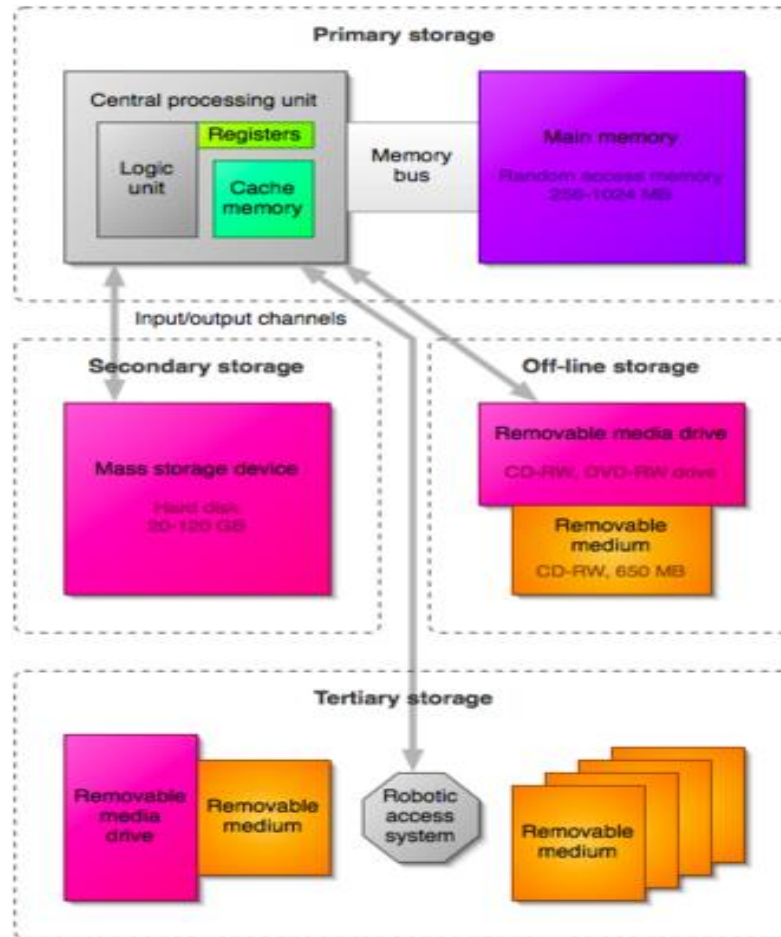 Primary storage
Central processing unit
Registers
Logic
unit
Cache
memory
Memory
bus
Main memory
Random access memory
256-1024 MB
Input/output channels
Secondary storage
Mass storage device
Hard disk
20-120 GB
Off-line storage
Removable media drive
CD-RW, DVD-RW drive
Removable
medium
CD-RW, 650 MB
Tertiary storage
Removable
media
drive
Removable
medium
Robotic
access
system
Removable
medium